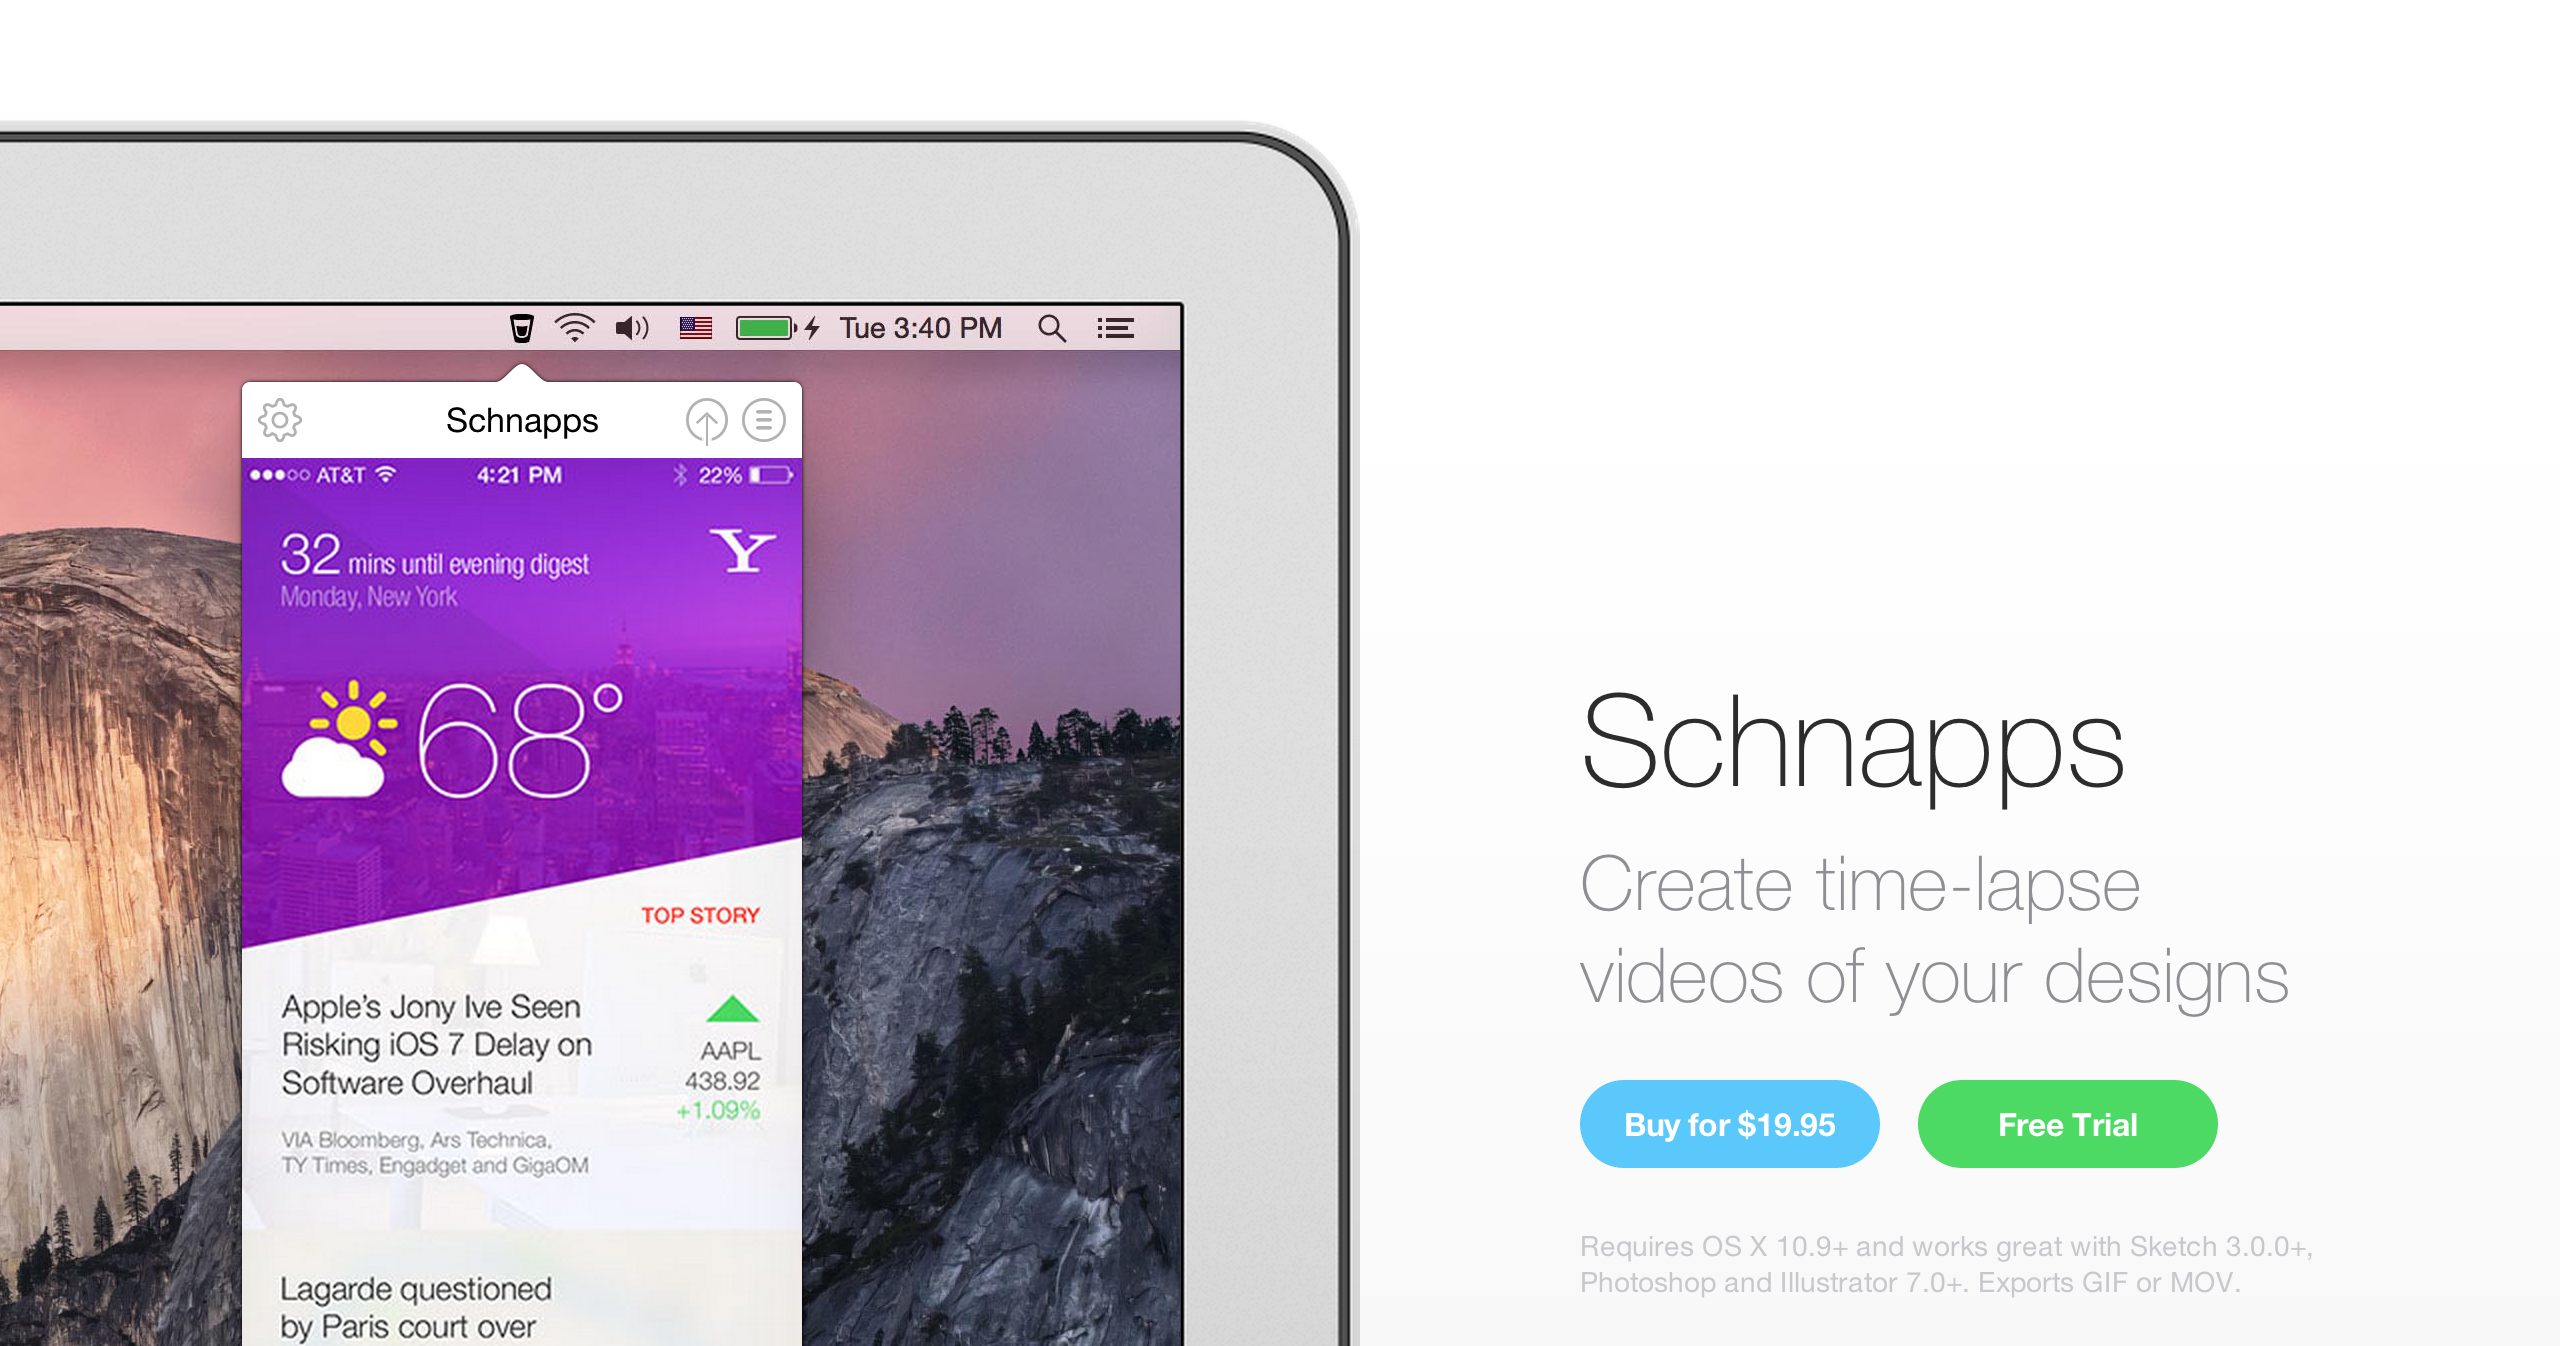 Tue 3:40 PM
Schnapps
AT&T 4:21 PM 22%
32 mins until evening digest
Y
Monday, New York
68°
TOP STORY
Apple's Jony Ive Seen
Risking iOS 7 Delay on
Software Overhaul
AAPL
438.92
+1.09%
VIA Bloomberg, Ars Technica,
TY Times, Engadget and GigaOM
Lagarde questioned
by Paris court over
Schnapps
Create time-lapse
videos of your designs
Buy for $19.95
Free Trial
Requires OS X 10.9+ and works great with Sketch 3.0.0+,
Photoshop and Illustrator 7.0+. Exports GIF or MOV.